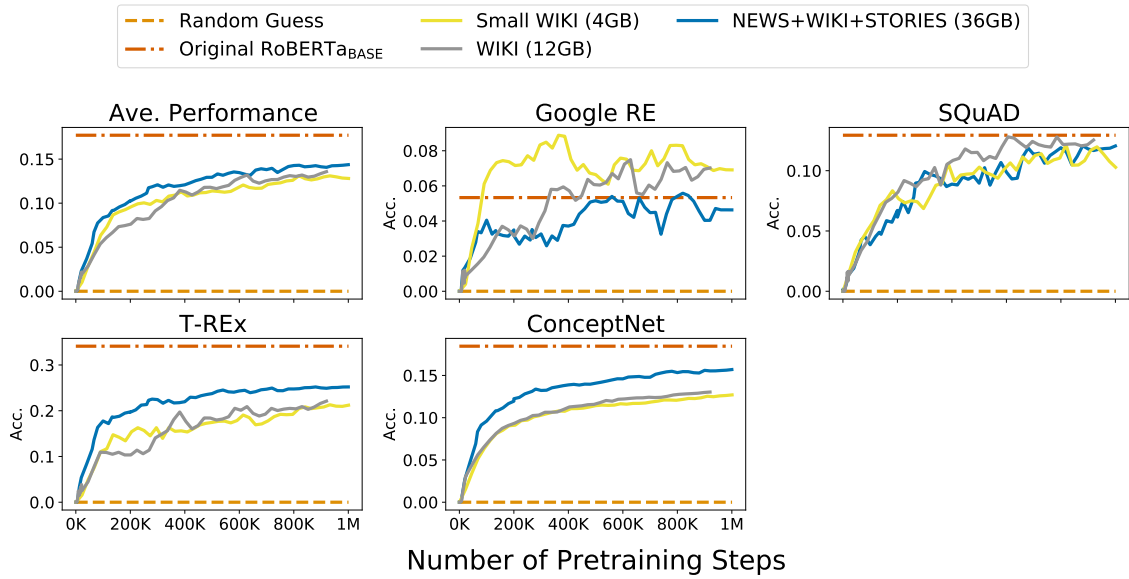 Random Guess
Original RoBERTaBASE
Small WIKI (4GB)
WIKI (12GB)
NEWS+WIKI+STORIES (36GB)
Ave. Performance
0.15
0.10
0.05
0.00
Google RE
Acc.
0.08
0.06
0.04
0.02
0.00
SQuAD
Acc.
0.10
0.05
0.00
T-REx
Acc.
0.3
0.2
0.1
0.0
0K 200K 400K 600K 800K 1M
ConceptNet
Acc.
0.15
0.10
0.05
0.00
0K 200K 400K 600K 800K 1M
Number of Pretraining Steps